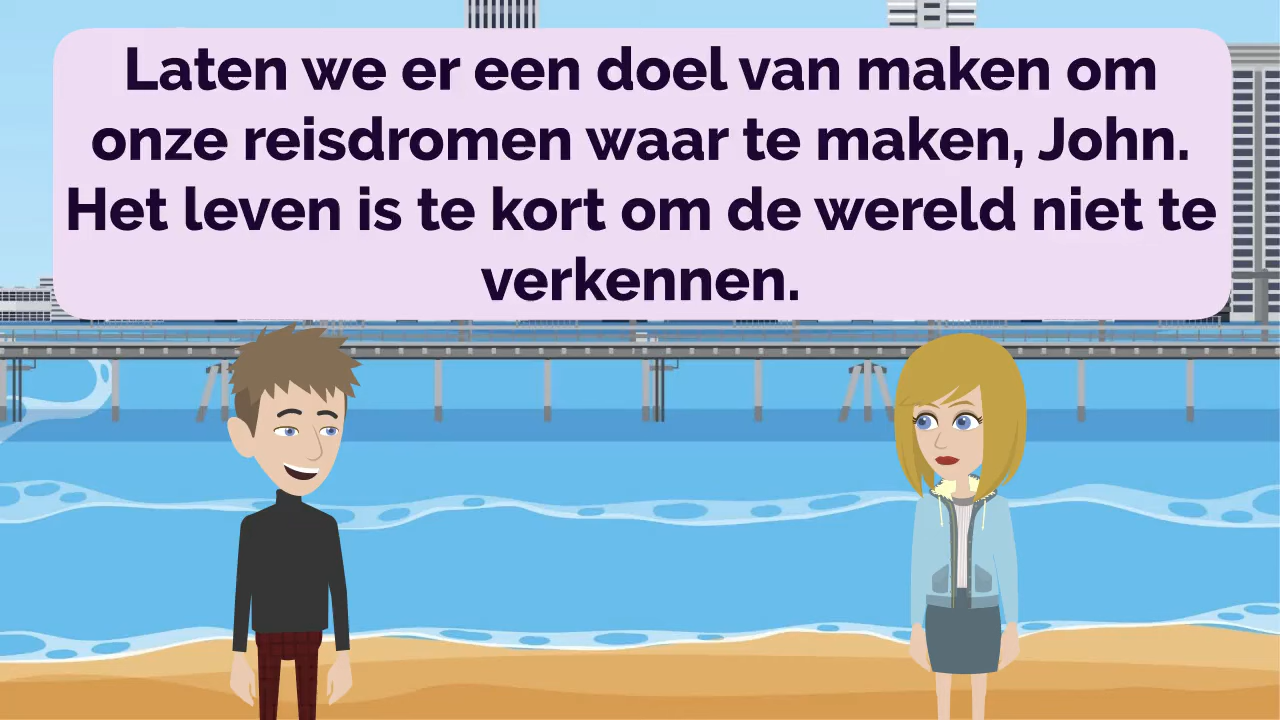 Laten we er een doel van maken om
onze reisdromen waar te maken, John.
Het leven is te kort om de wereld niet te
verkennen.